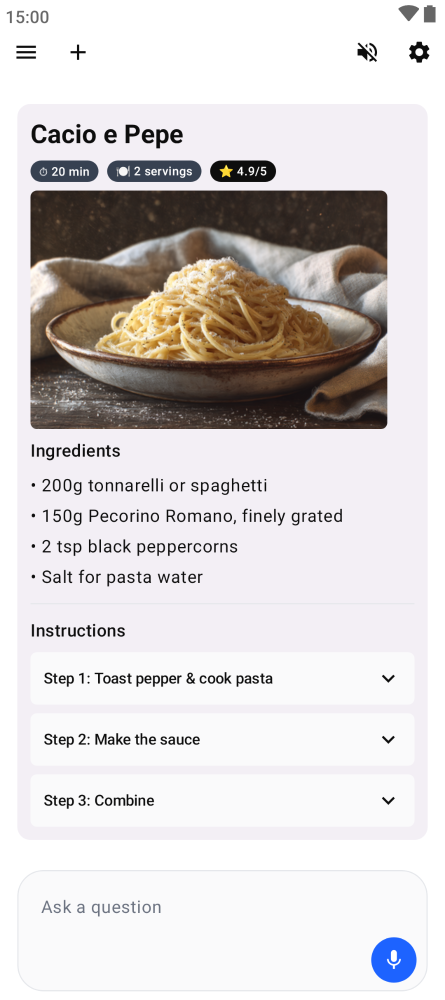 15:00
Cacio e Pepe
⏱ 20 min
🍽 2 servings
⭐ 4.9/5
Ingredients
• 200g tonnarelli or spaghetti
• 150g Pecorino Romano, finely grated
• 2 tsp black peppercorns
• Salt for pasta water
Instructions
Step 1: Toast pepper & cook pasta
Step 2: Make the sauce
Step 3: Combine
Ask a question